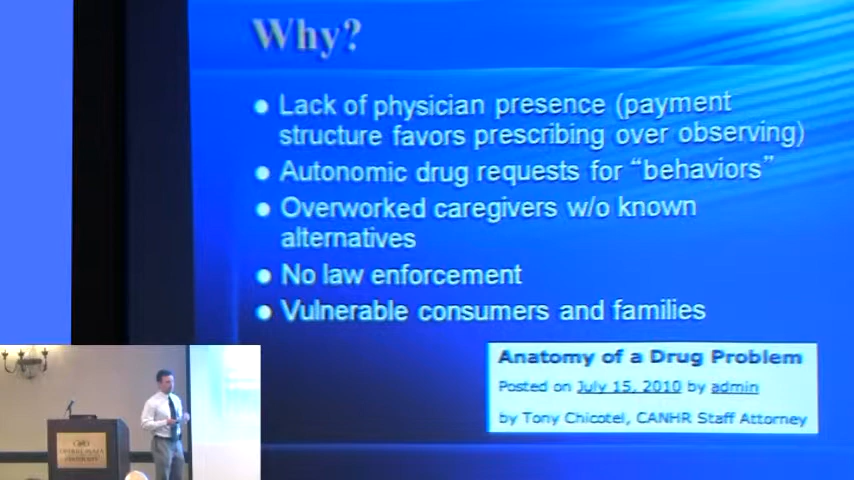 Why?
● Lack of physician presence (payment
structure favors prescribing over observing)
● Autonomic drug requests for “behaviors”
● Overworked caregivers w/o known
alternatives
● No law enforcement
● Vulnerable consumers and families
Anatomy of a Drug Problem
Posted on July 15, 2010 by admin
by Tony Chicotel, CANHR Staff Attorney